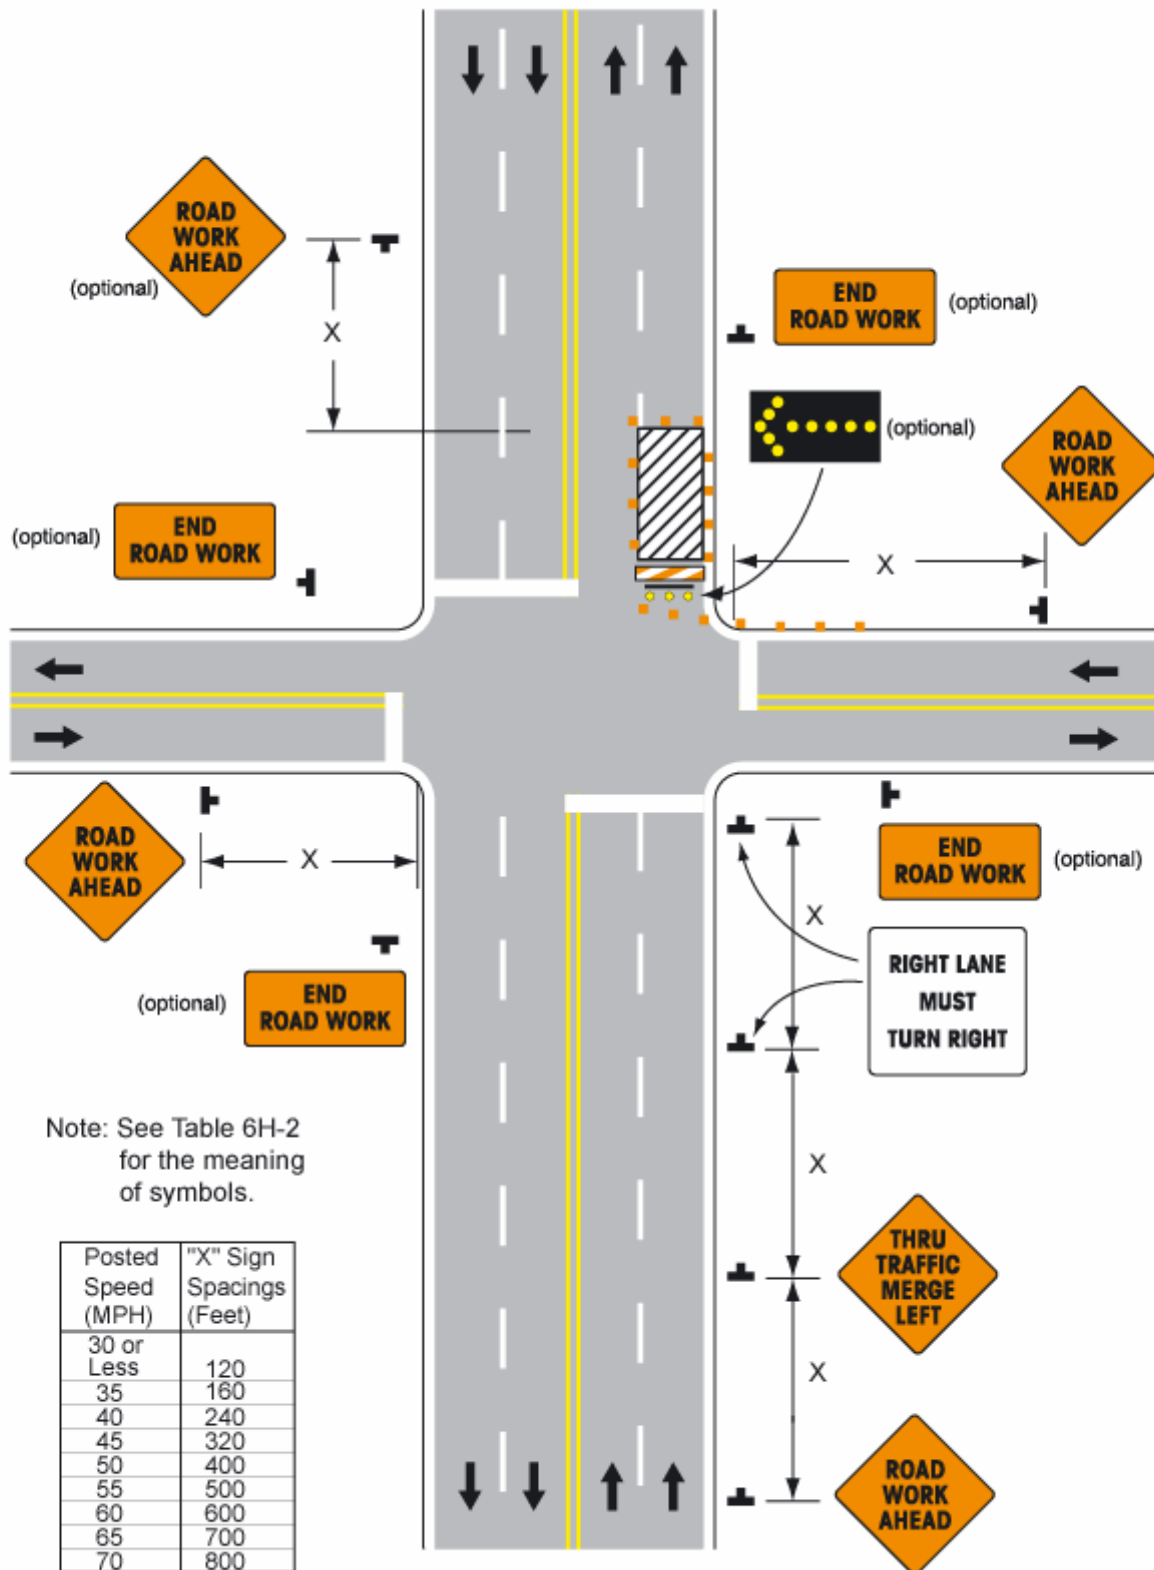 ROAD
WORK
AHEAD
(optional)
X
END
ROAD WORK
(optional)
(optional)
ROAD
WORK
AHEAD
(optional)
END
ROAD WORK
X
ROAD
WORK
AHEAD
X
END
ROAD WORK
(optional)
X
RIGHT LANE
MUST
TURN RIGHT
(optional)
END
ROAD WORK
Note: See Table 6H-2
for the meaning
of symbols.
X
THRU
TRAFFIC
MERGE
LEFT
X
ROAD
WORK
AHEAD
Posted Speed (MPH) "X" Sign Spacings (Feet)
30 or Less 120
35 160
40 240
45 320
50 400
55 500
60 600
65 700
70 800